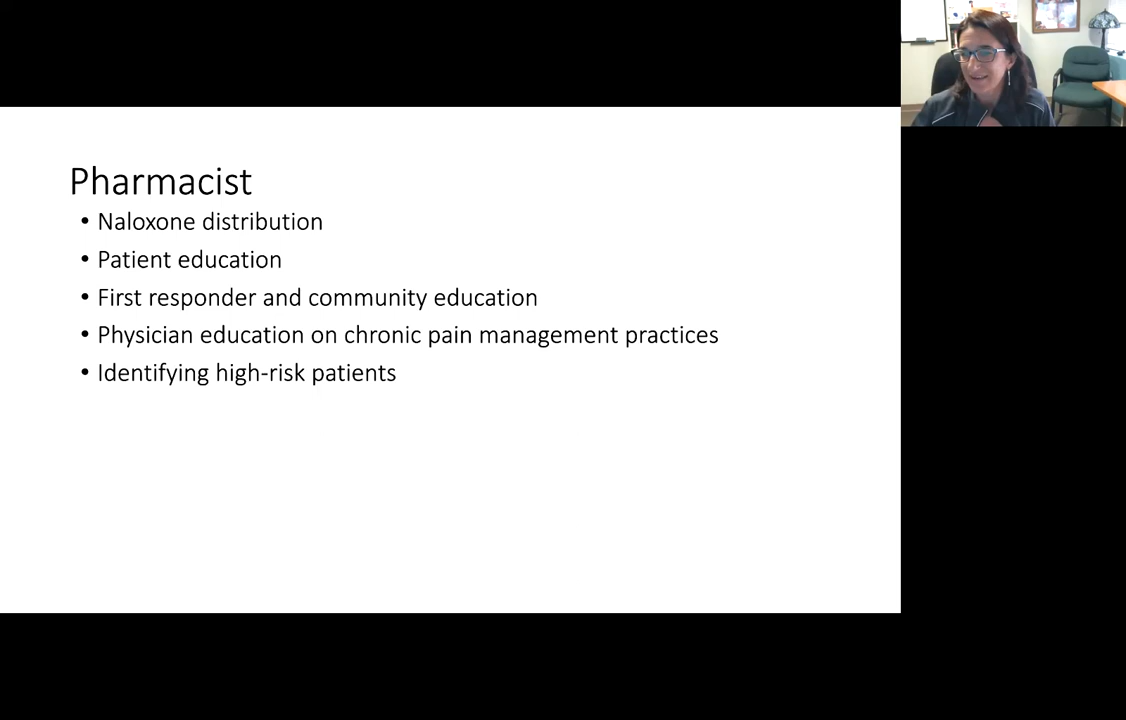 Pharmacist
• Naloxone distribution
• Patient education
• First responder and community education
• Physician education on chronic pain management practices
• Identifying high-risk patients